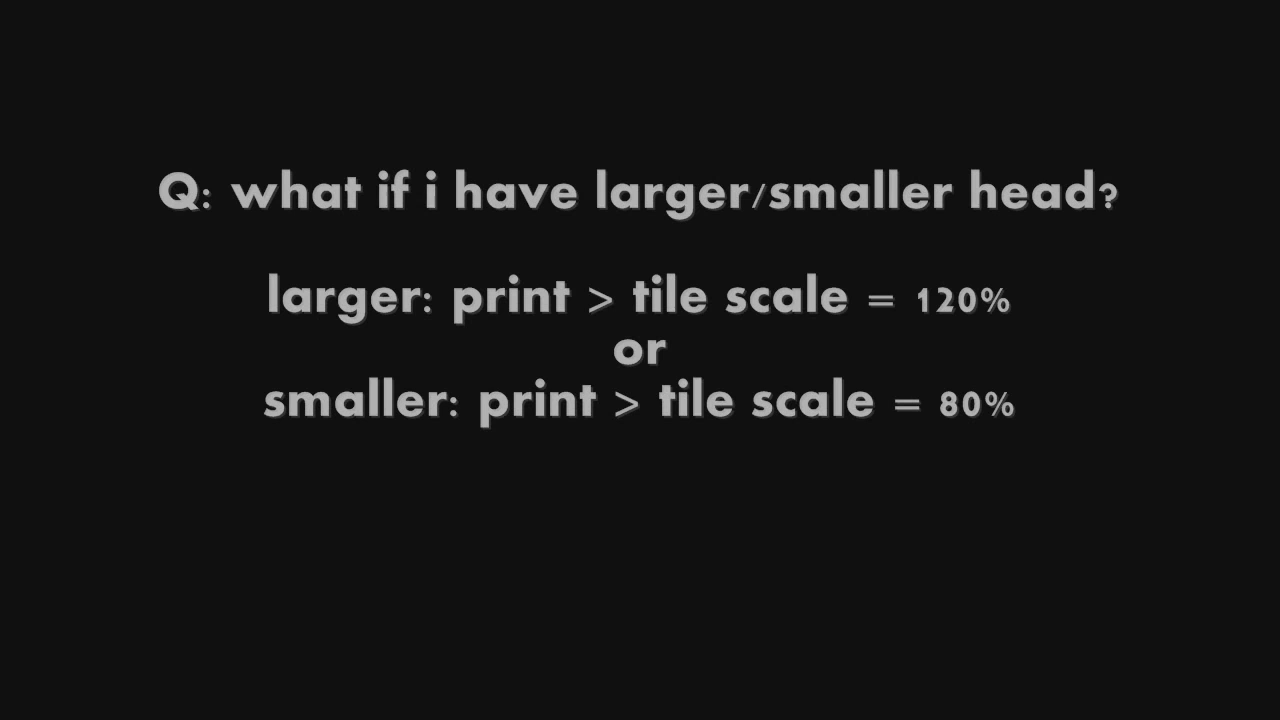 Q: what if i have larger/smaller head?
larger: print > tile scale = 120%
or
smaller: print > tile scale = 80%